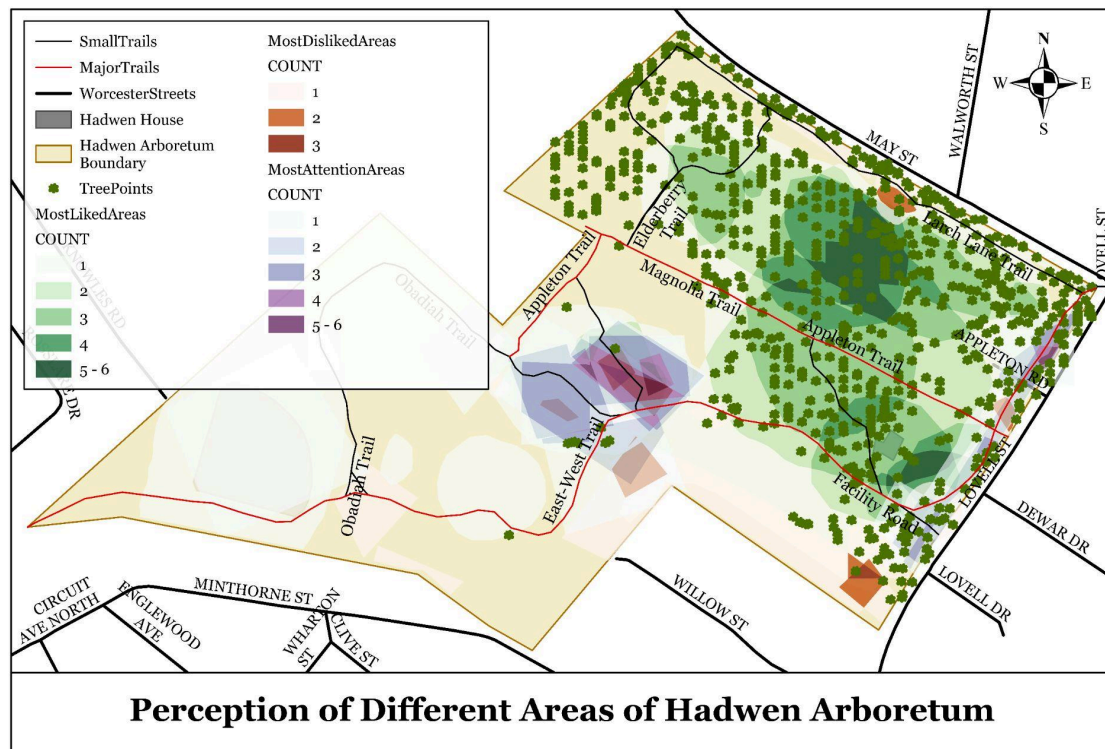 SmallTrails
MajorTrails
WorcesterStreets
Hadwen House
Hadwen Arboretum
Boundary
TreePoints
MostLikedAreas
COUNT
1
2
3
4
5 - 6
MostDislikedAreas
COUNT
1
2
3
MostAttentionAreas
COUNT
1
2
3
4
5 - 6
N
W
E
S
WALWORTH ST
MAY ST
LOVELL ST
Larch Lane Trail
Elderberry
Trail
Magnolia Trail
Appleton Trail
Appleton Trail
APPLETON RD
Obadiah Trail
Obadiah Trail
East-West Trail
LOVELL ST
Facility Road
DEWAR DR
LOVELL DR
WILLOW ST
MINTHORNE ST
CIRCUIT
AVE NORTH
ENGLEWOOD
AVE
WHARTON
ST
CLIVE ST
Perception of Different Areas of Hadwen Arboretum